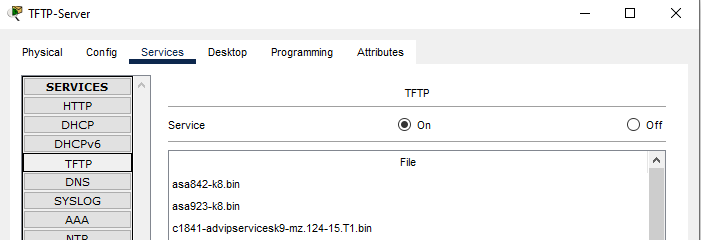 TFTP-Server
Physical Config Services Desktop Programming Attributes
SERVICES
HTTP
DHCP
DHCPv6
TFTP
DNS
SYSLOG
AAA
NTP
TFTP
Service On Off
File
asa842-k8.bin
asa923-k8.bin
c1841-advipservicesk9-mz.124-15.T1.bin